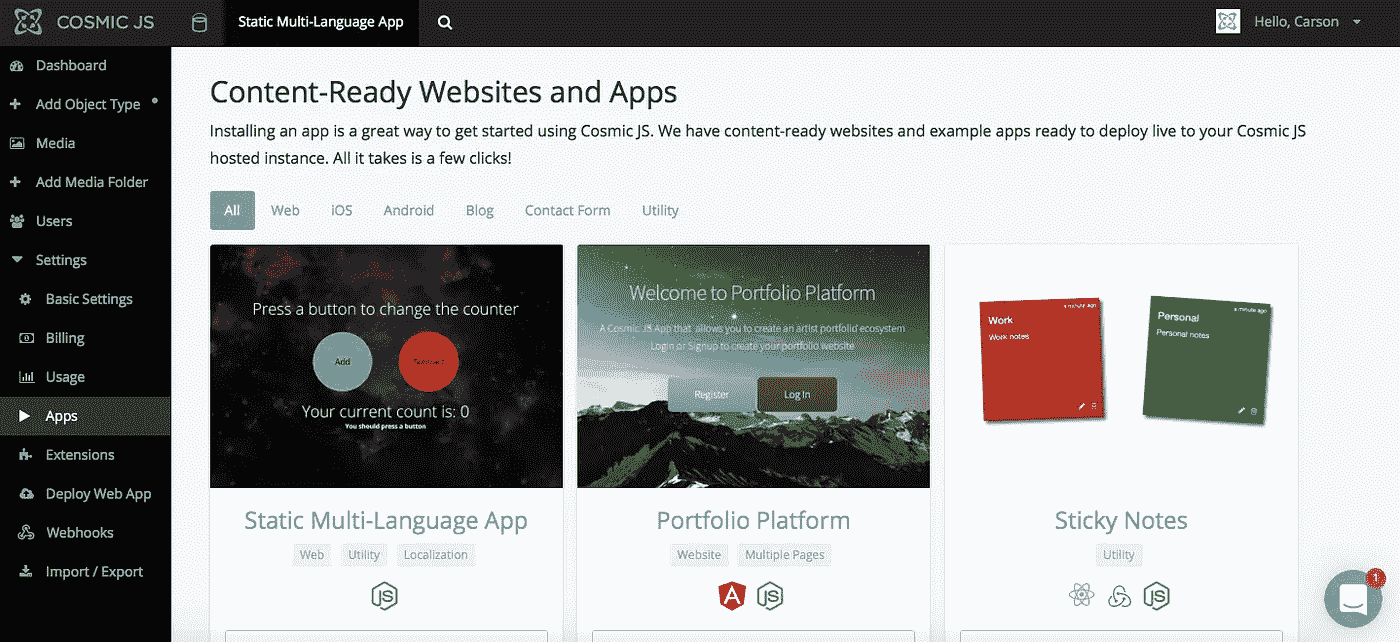 COSMIC JS
Static Multi-Language App
Hello, Carson
Dashboard
Add Object Type
Media
Add Media Folder
Users
Settings
Basic Settings
Billing
Usage
Apps
Extensions
Deploy Web App
Webhooks
Import / Export
Content-Ready Websites and Apps
Installing an app is a great way to get started using Cosmic JS. We have content-ready websites and example apps ready to deploy live to your Cosmic JS
hosted instance. All it takes is a few clicks!
All Web iOS Android Blog Contact Form Utility
Press a button to change the counter
Add
Your current count is: 0
You should press a button
Static Multi-Language App
Web Utility Localization
JS
Welcome to Portfolio Platform
A Cosmic JS App that allows you to create an artist portfolio ecosystem
Login or Signup to create your portfolio website
Register Log In
Portfolio Platform
Website Multiple Pages
A JS
a minute ago
Work
Work notes
a minute ago
Personal
Personal notes
Sticky Notes
Utility
JS
1